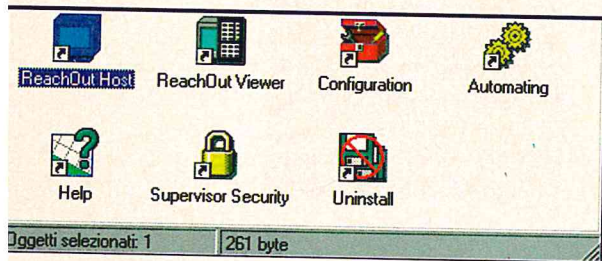 ReachOut Host
ReachOut Viewer
Configuration
Automating
Help
Supervisor Security
Uninstall
Oggetti selezionati: 1
261 byte